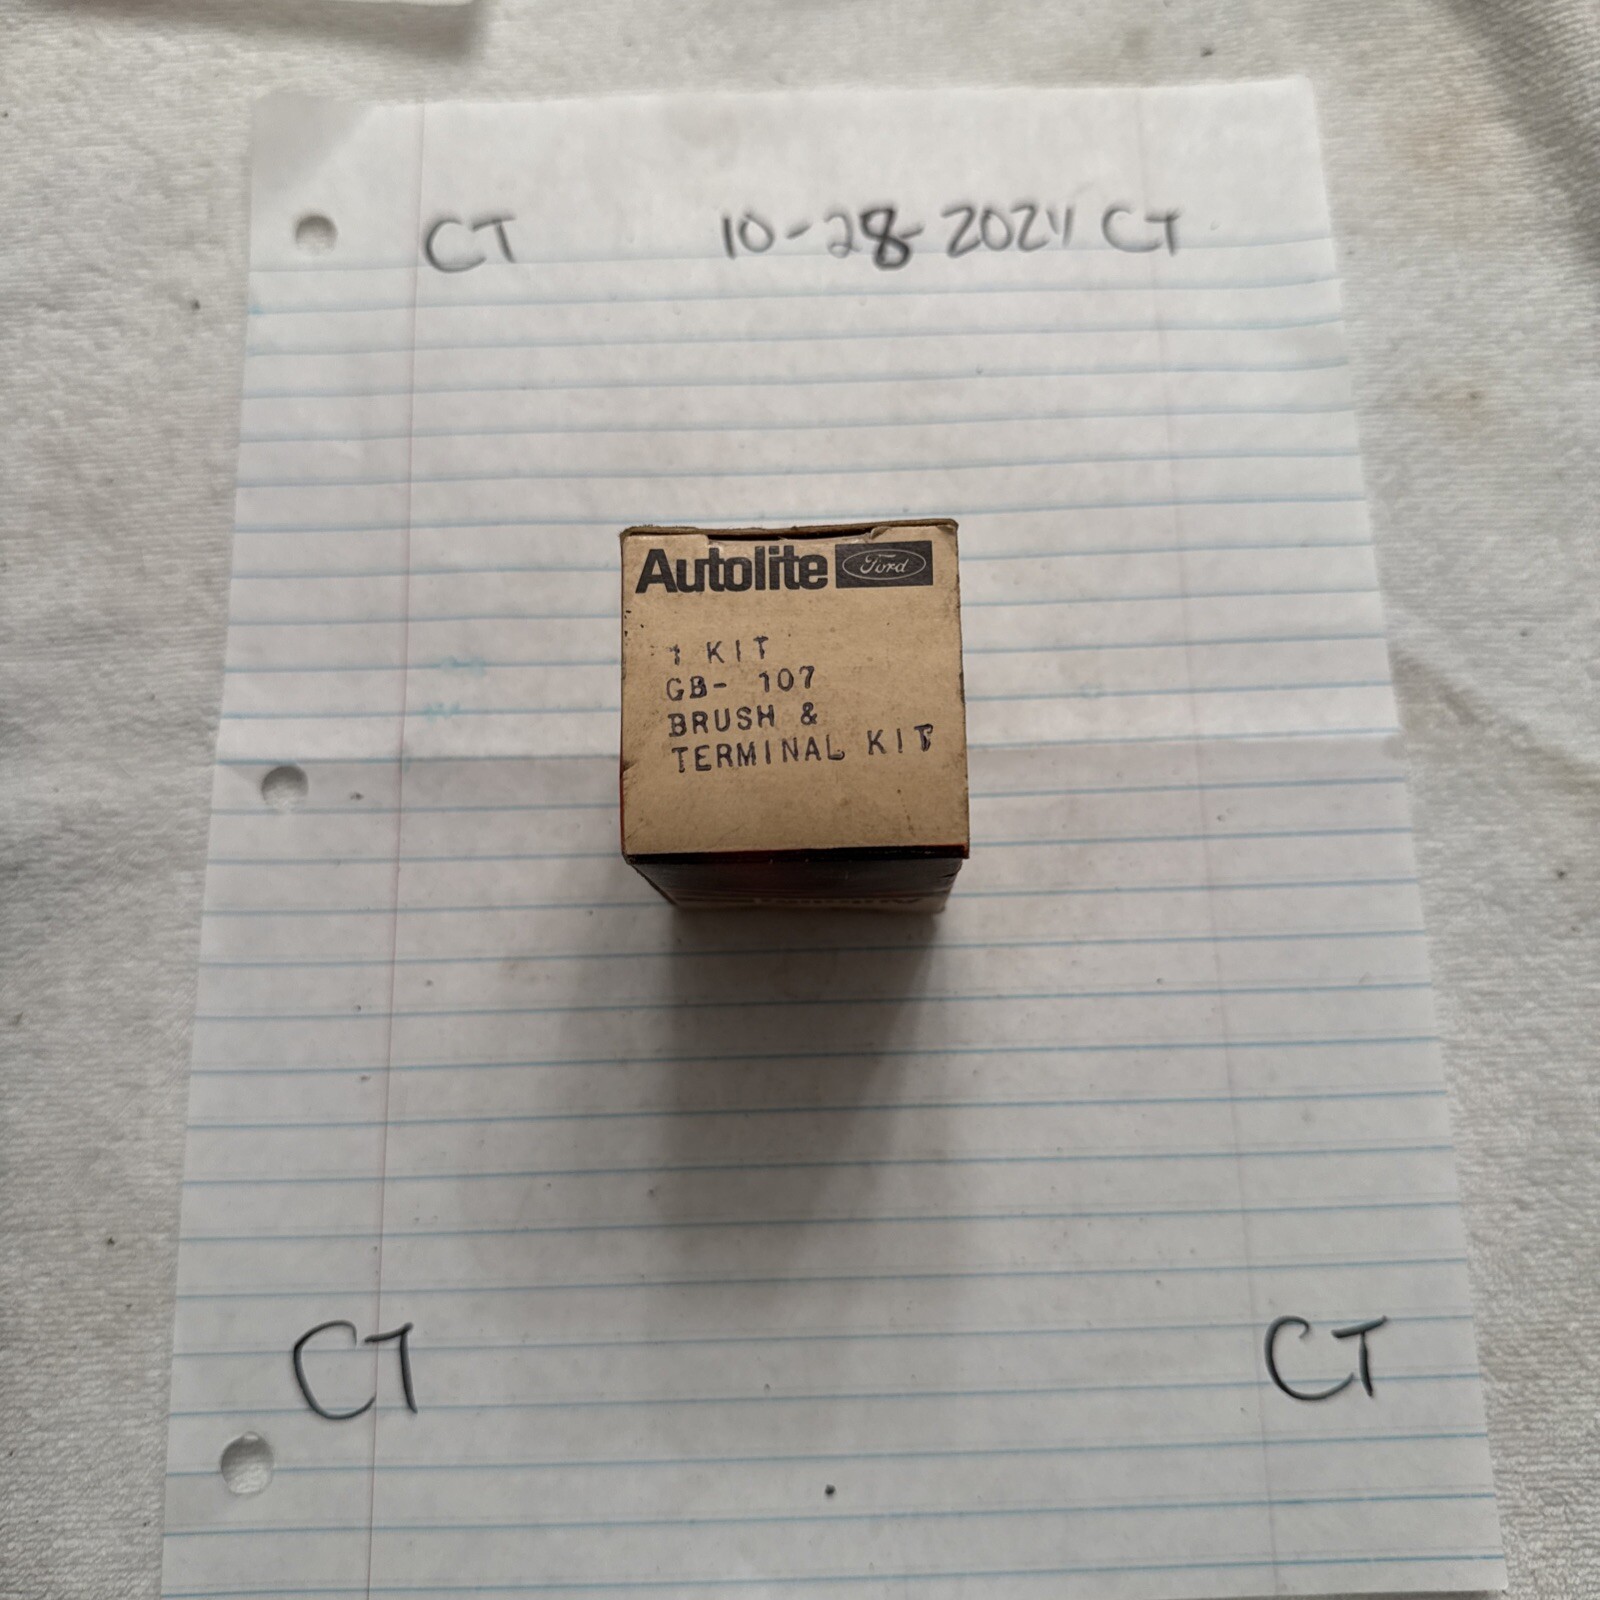 CT 10-28-2024 CT
Autolite Ford
1 KIT
GB- 107
BRUSH &
TERMINAL KIT
CT CT